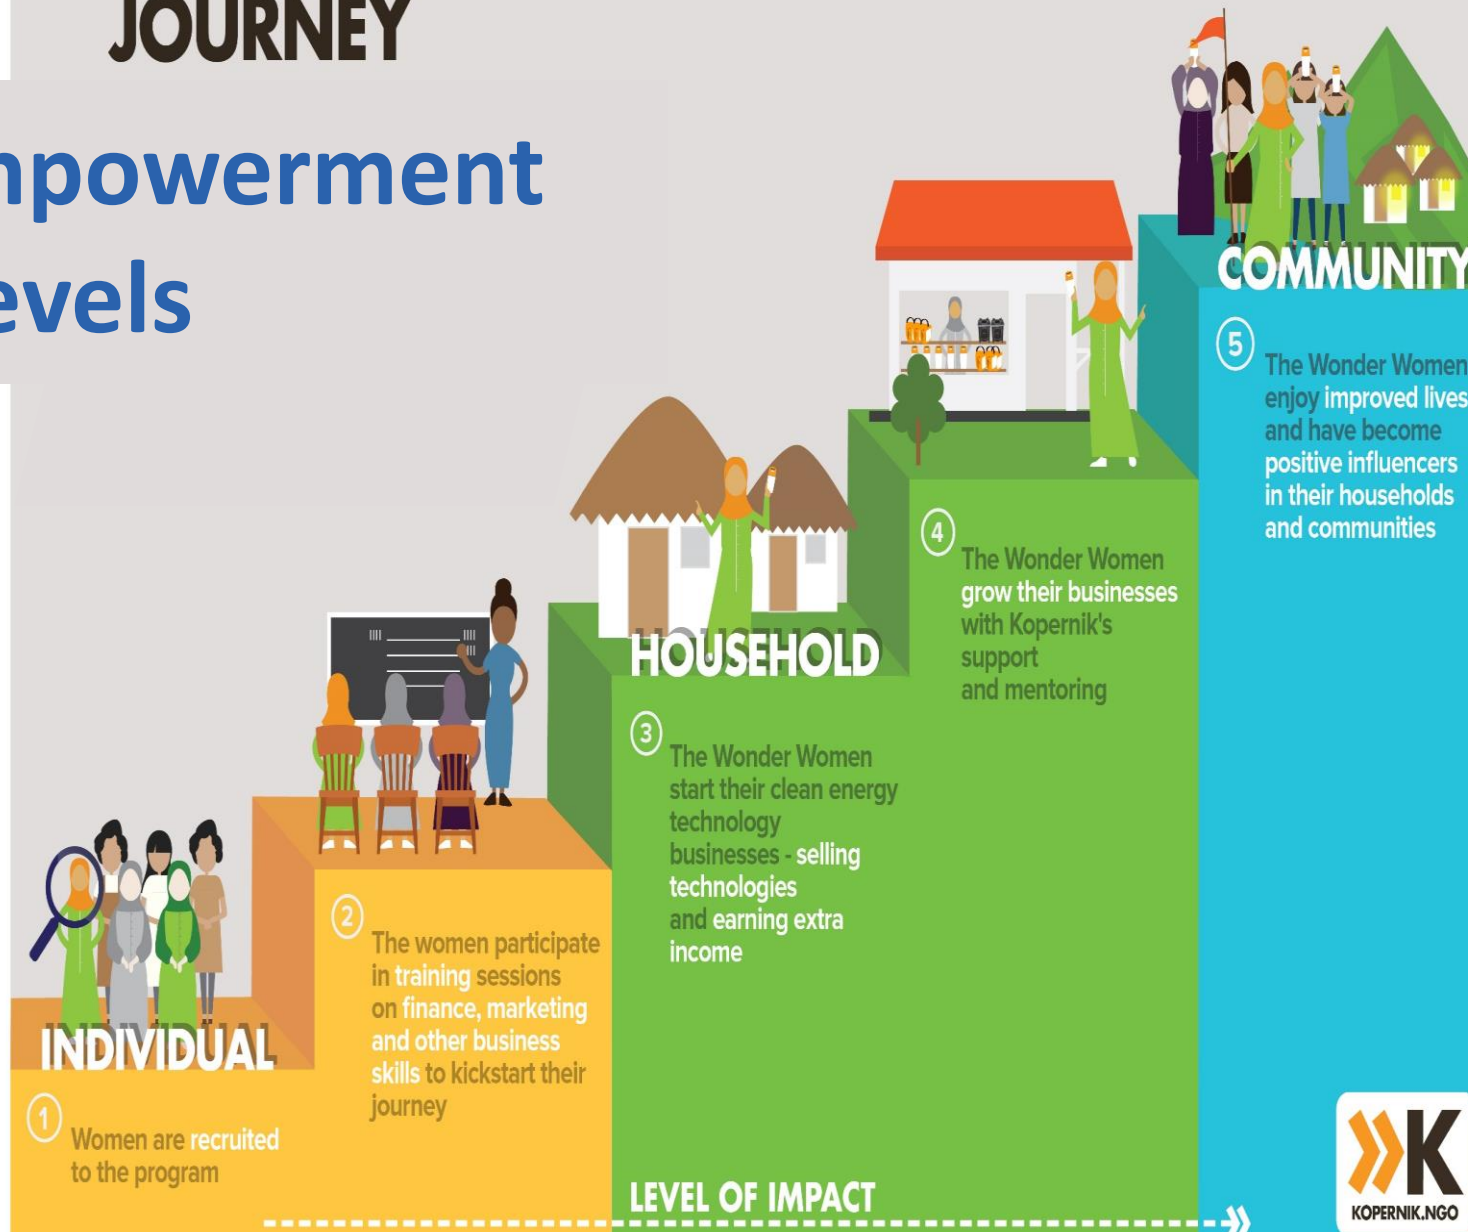 JOURNEY
mpowerment
evels
COMMUNITY
5
The Wonder Women
enjoy improved lives
and have become
positive influencers
in their households
and communities
4
The Wonder Women
grow their businesses
with Kopernik's
support
and mentoring
HOUSEHOLD
3
The Wonder Women
start their clean energy
technology
businesses - selling
technologies
and earning extra
income
2
The women participate
in training sessions
on finance, marketing
and other business
skills to kickstart their
journey
INDIVIDUAL
1
Women are recruited
to the program
LEVEL OF IMPACT
K
KOPERNIK.NGO